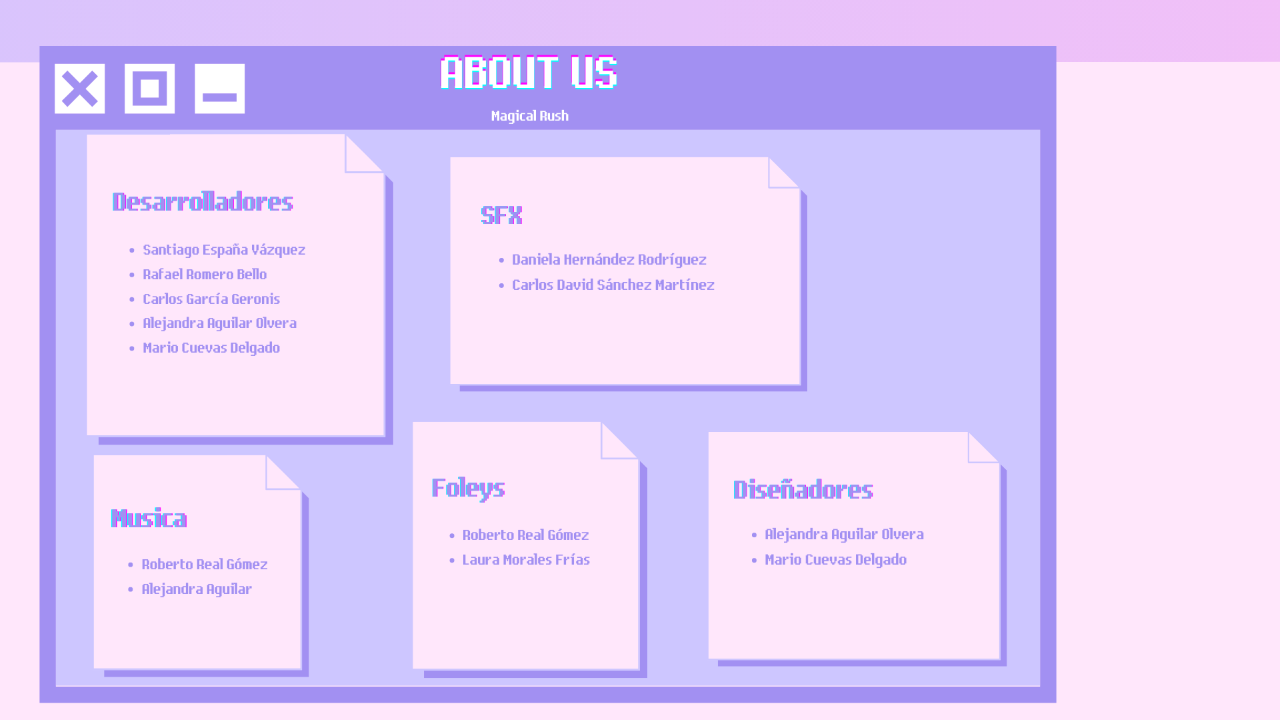 ABOUT US
Magical Rush
Desarrolladores
Santiago España Vázquez
Rafael Romero Bello
Carlos García Geronis
Alejandra Aguilar Olvera
Mario Cuevas Delgado
SFX
Daniela Hernández Rodríguez
Carlos David Sánchez Martínez
Musica
Roberto Real Gómez
Alejandra Aguilar
Foleys
Roberto Real Gómez
Laura Morales Frías
Diseñadores
Alejandra Aguilar Olvera
Mario Cuevas Delgado